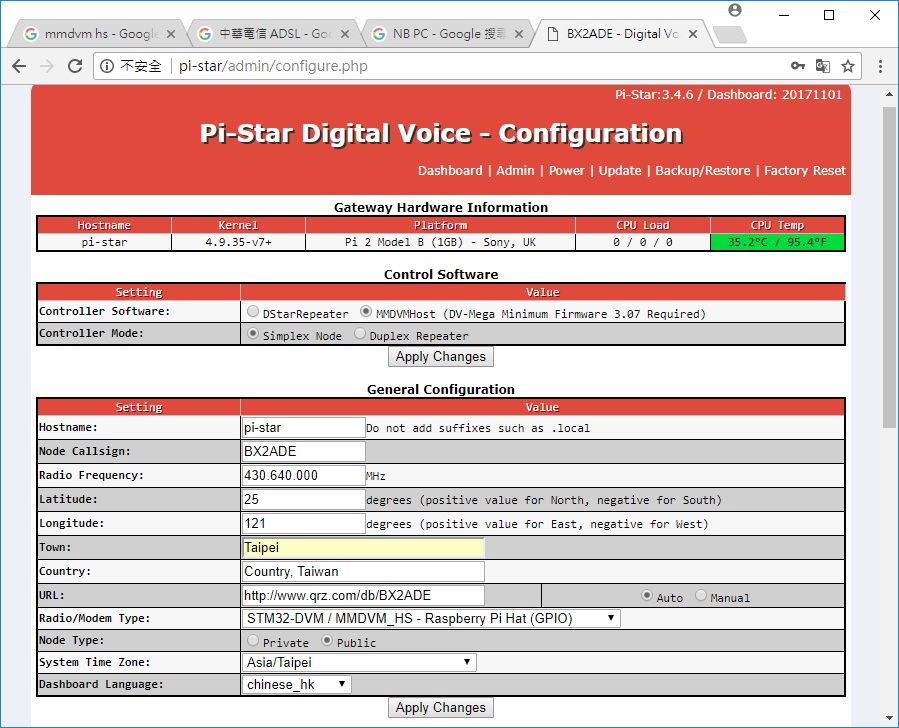 mmdvm hs - Googl
中華電信 ADSL - Goo
NB PC - Google 搜尋
BX2ADE - Digital Vo
不安全 pi-star/admin/configure.php
Pi-Star:3.4.6 / Dashboard: 20171101
Pi-Star Digital Voice - Configuration
Dashboard | Admin | Power | Update | Backup/Restore | Factory Reset
Gateway Hardware Information
Hostname Kernel Platform CPU Load CPU Temp
pi-star 4.9.35-v7+ Pi 2 Model B (1GB) - Sony, UK 0 / 0 / 0 35.2°C / 95.4°F
Control Software
Setting Value
Controller Software: DStarRepeater MMDVMHost (DV-Mega Minimum Firmware 3.07 Required)
Controller Mode: Simplex Node Duplex Repeater
Apply Changes
General Configuration
Setting Value
Hostname: pi-star Do not add suffixes such as .local
Node Callsign: BX2ADE
Radio Frequency: 430.640.000 MHz
Latitude: 25 degrees (positive value for North, negative for South)
Longitude: 121 degrees (positive value for East, negative for West)
Town: Taipei
Country: Country, Taiwan
URL: http://www.qrz.com/db/BX2ADE Auto Manual
Radio/Modem Type: STM32-DVM / MMDVM_HS - Raspberry Pi Hat (GPIO)
Node Type: Private Public
System Time Zone: Asia/Taipei
Dashboard Language: chinese_hk
Apply Changes